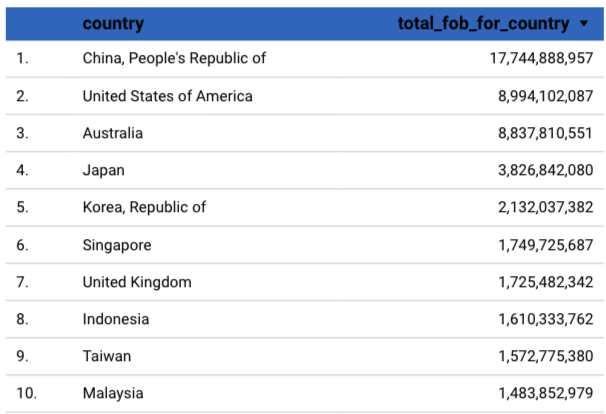 country total_fob_for_country
1. China, People's Republic of 17,744,888,957
2. United States of America 8,994,102,087
3. Australia 8,837,810,551
4. Japan 3,826,842,080
5. Korea, Republic of 2,132,037,382
6. Singapore 1,749,725,687
7. United Kingdom 1,725,482,342
8. Indonesia 1,610,333,762
9. Taiwan 1,572,775,380
10. Malaysia 1,483,852,979